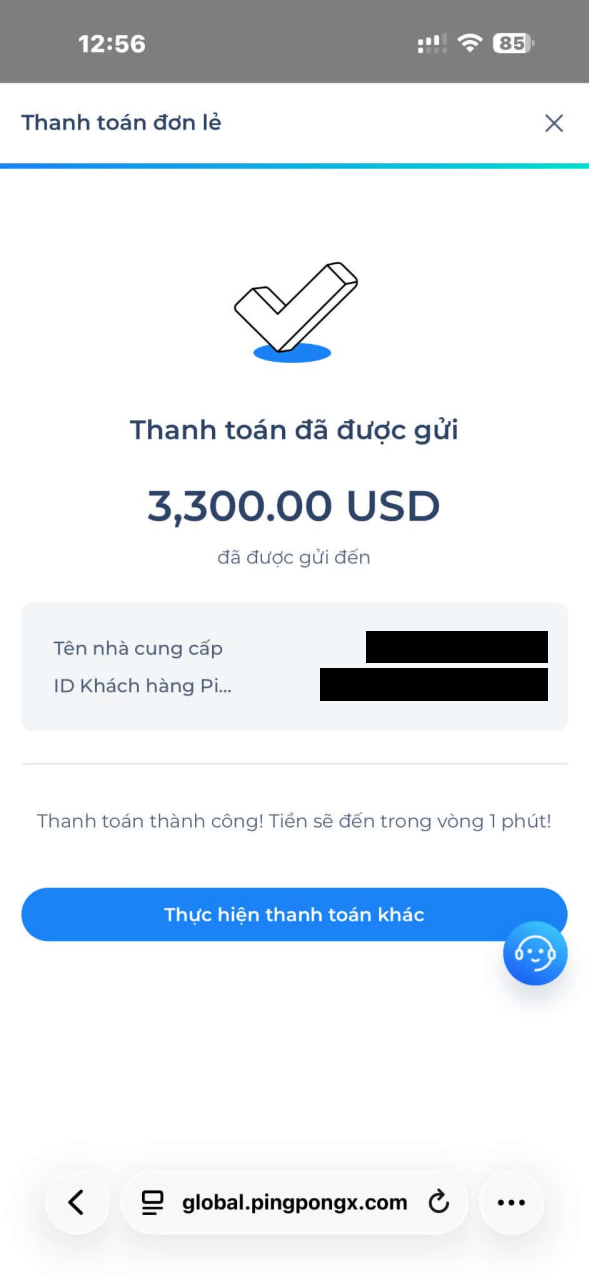 12:56
85
Thanh toán đơn lẻ
Thanh toán đã được gửi
3,300.00 USD
đã được gửi đến
Tên nhà cung cấp
ID Khách hàng Pi...
Thanh toán thành công! Tiền sẽ đến trong vòng 1 phút!
Thực hiện thanh toán khác
global.pingpongx.com